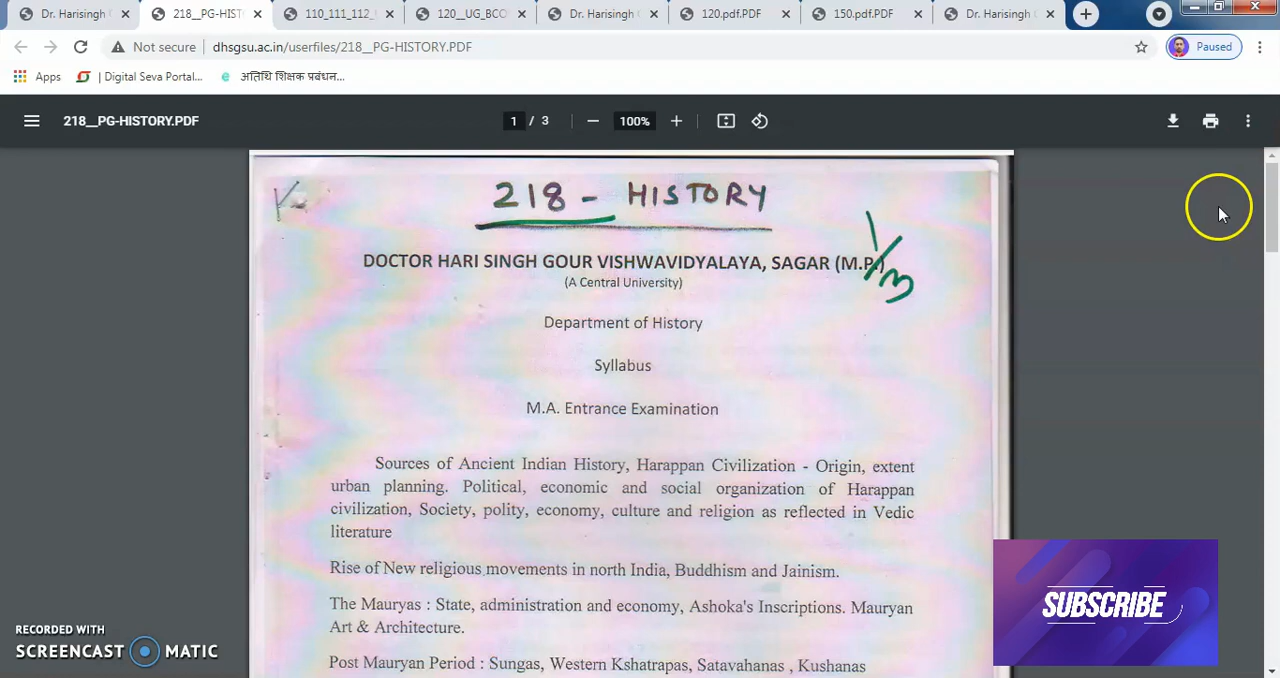 Dr. Harisingh G
218__PG-HIST
110_111_112_
120__UG_BCO
Dr. Harisingh
120.pdf.PDF
150.pdf.PDF
Dr. Harisingh
Not secure
dhsgsu.ac.in/userfiles/218__PG-HISTORY.PDF
Paused
Apps
| Digital Seva Portal...
अतिथि शिक्षक प्रबंधन...
218__PG-HISTORY.PDF
1 / 3
100%
218 - HISTORY
1/3
DOCTOR HARI SINGH GOUR VISHWAVIDYALAYA, SAGAR (M.P.)
(A Central University)
Department of History
Syllabus
M.A. Entrance Examination
Sources of Ancient Indian History, Harappan Civilization - Origin, extent
urban planning. Political, economic and social organization of Harappan
civilization, Society, polity, economy, culture and religion as reflected in Vedic
literature
Rise of New religious movements in north India, Buddhism and Jainism.
The Mauryas : State, administration and economy, Ashoka's Inscriptions. Mauryan
Art & Architecture.
Post Mauryan Period : Sungas, Western Kshatrapas, Satavahanas , Kushanas
SUBSCRIBE
RECORDED WITH
SCREENCAST MATIC